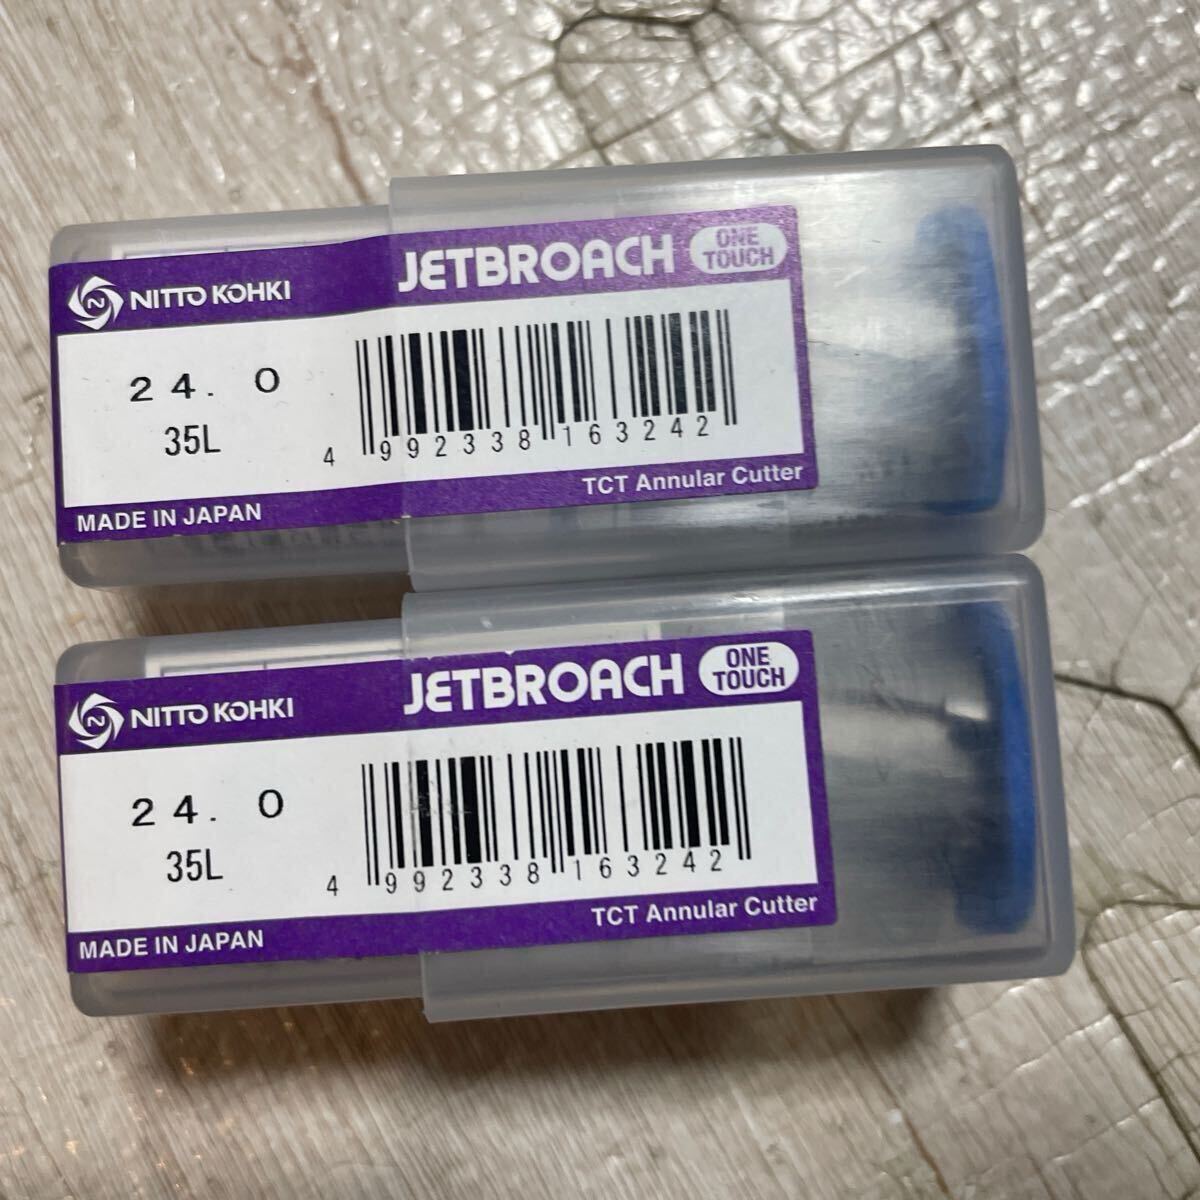 NITTO KOHKI
JETBROACH
ONE TOUCH
24.0
35L
4 992338 163242
MADE IN JAPAN
TCT Annular Cutter
NITTO KOHKI
JETBROACH
ONE TOUCH
24.0
35L
4 992338 163242
MADE IN JAPAN
TCT Annular Cutter